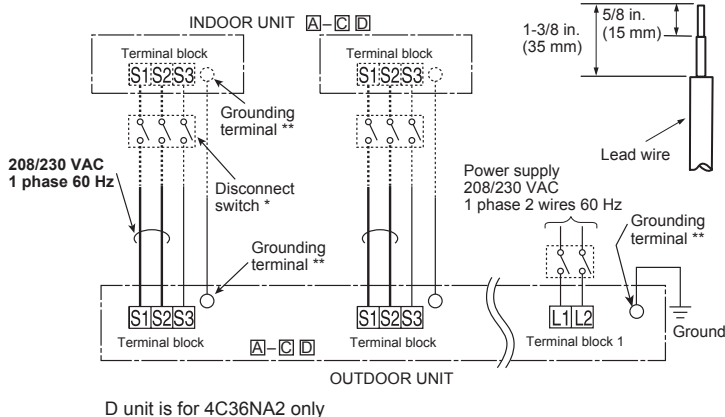 INDOOR UNIT A–C D
Terminal block
S1 S2 S3
Terminal block
S1 S2 S3
Grounding
terminal **
Disconnect
switch *
208/230 VAC
1 phase 60 Hz
Grounding
terminal **
1-3/8 in.
(35 mm)
5/8 in.
(15 mm)
Lead wire
Power supply
208/230 VAC
1 phase 2 wires 60 Hz
Grounding
terminal **
Ground
S1 S2 S3
Terminal block
A–C D
S1 S2 S3
Terminal block
L1 L2
Terminal block 1
OUTDOOR UNIT
D unit is for 4C36NA2 only